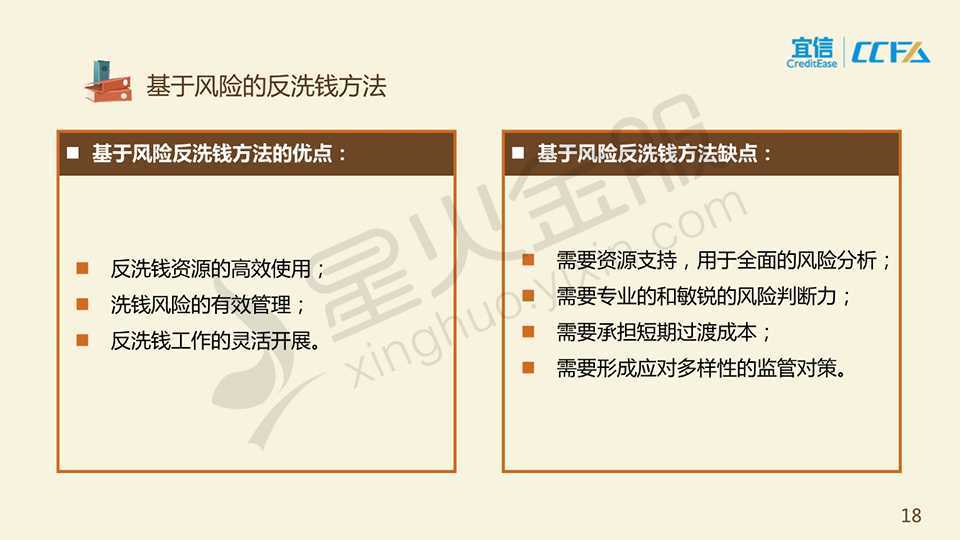 宜信
CreditEase
CCFA
基于风险的反洗钱方法
基于风险反洗钱方法的优点：
反洗钱资源的高效使用；
洗钱风险的有效管理；
反洗钱工作的灵活开展。
基于风险反洗钱方法缺点：
需要资源支持，用于全面的风险分析；
需要专业的和敏锐的风险判断力；
需要承担短期过渡成本；
需要形成应对多样性的监管对策。
星火金服
xinghuo.yixin.com
18